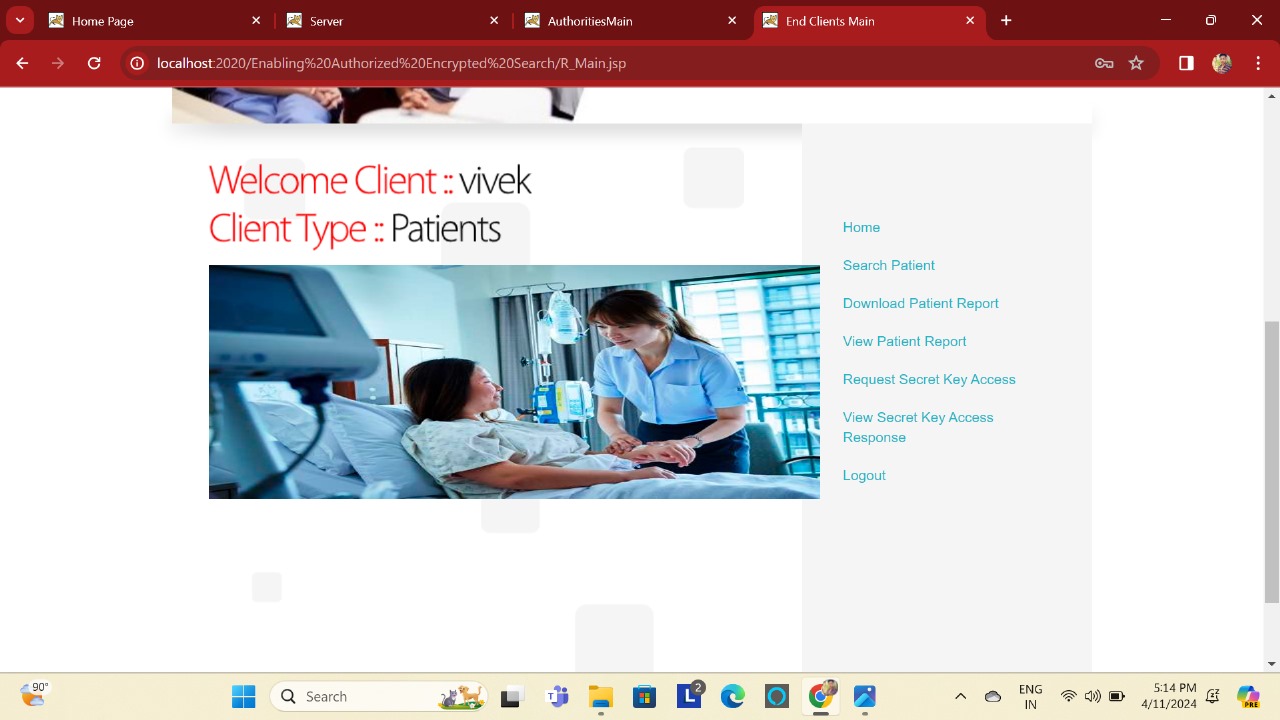 Home Page
Server
AuthoritiesMain
End Clients Main
localhost:2020/Enabling%20Authorized%20Encrypted%20Search/R_Main.jsp
Welcome Client :: vivek
Client Type :: Patients
Home
Search Patient
Download Patient Report
View Patient Report
Request Secret Key Access
View Secret Key Access
Response
Logout
90°
Search
2
ENG
IN
5:14 PM
4/11/2024
PRE